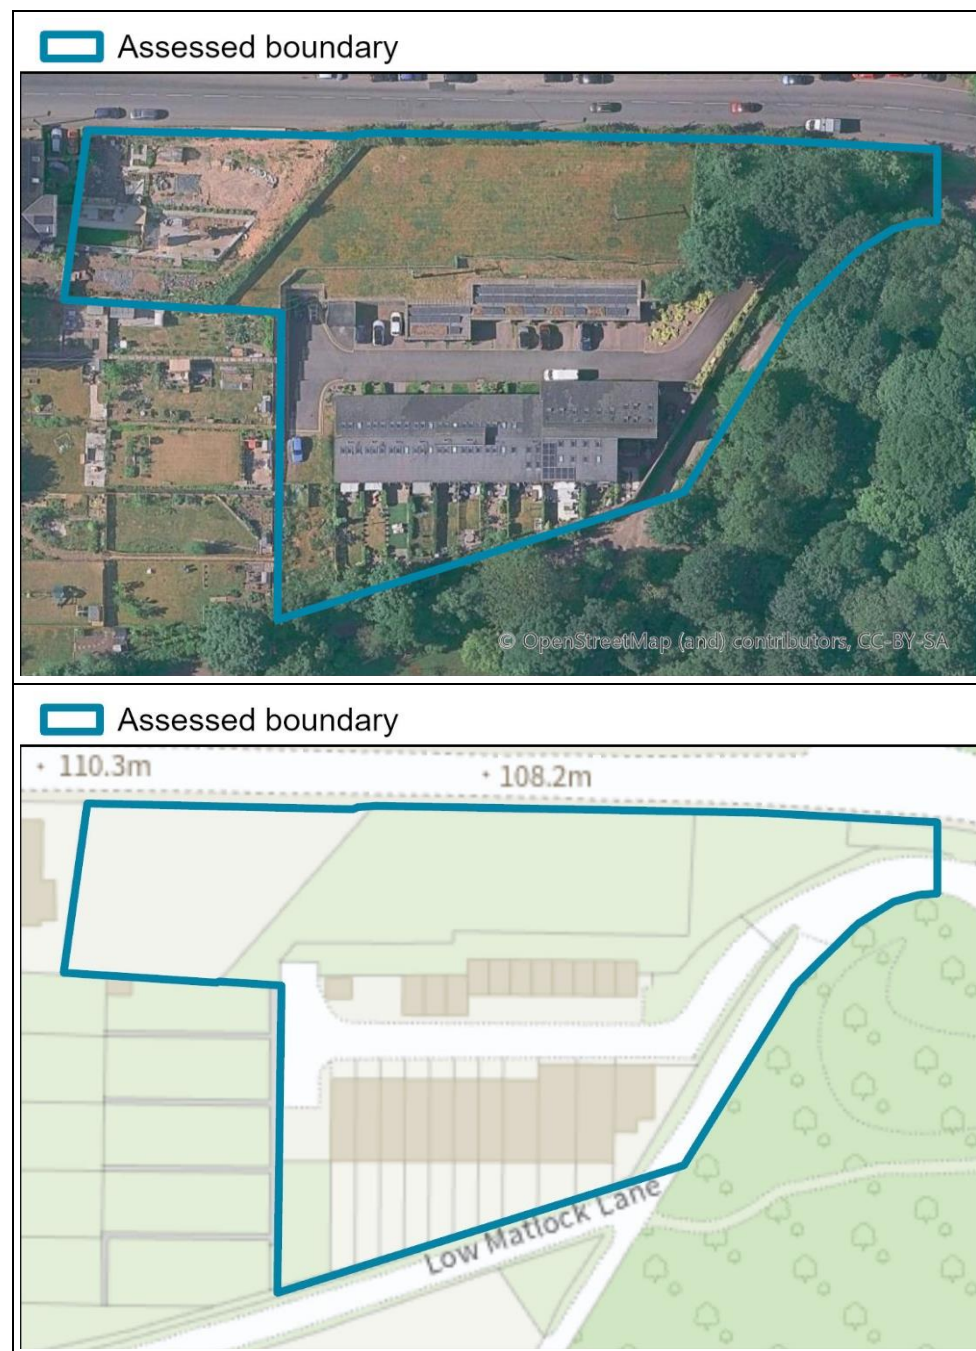 Assessed boundary
© OpenStreetMap (and) contributors, CC-BY-SA
Assessed boundary
110.3m
108.2m
Low Matlock Lane